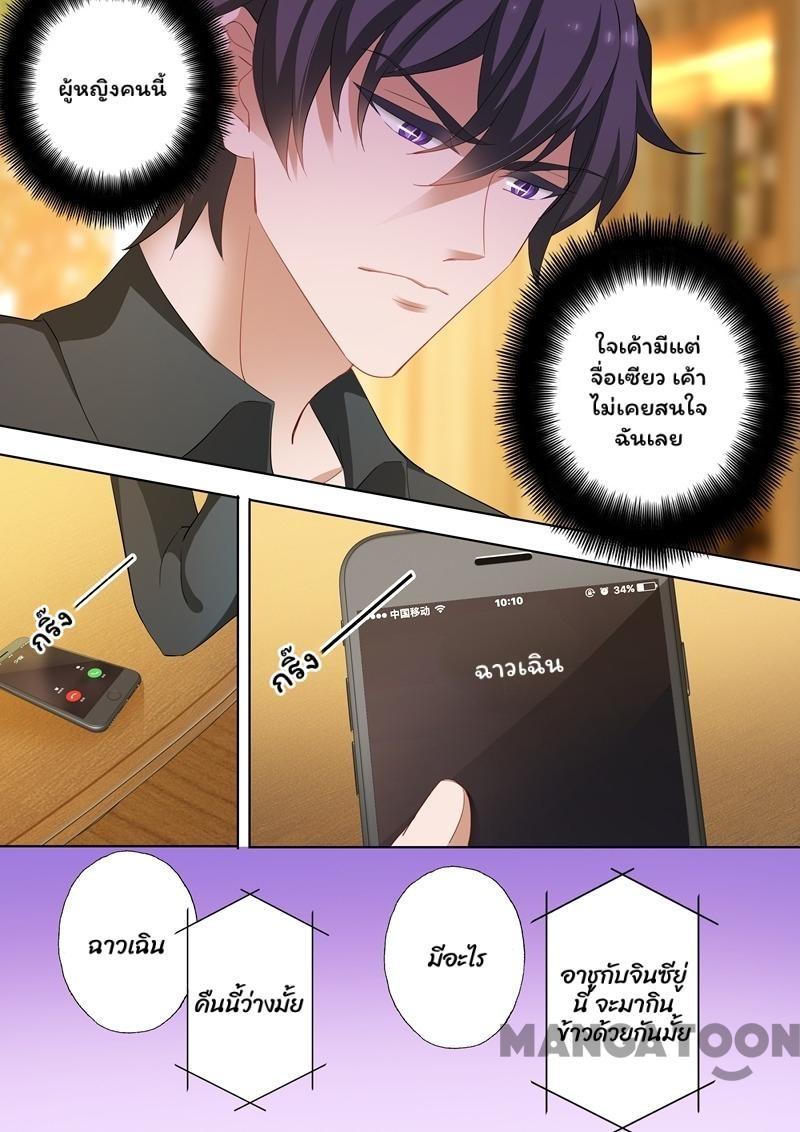 ผู้หญิงคนนี้
ใจเค้ามีแต่
จื่อเซียว เค้า
ไม่เคยสนใจ
ฉันเลย
กริ๊ง
กริ๊ง
中国移动 10:10 34%
ฉาวเฉิน
ฉาวเฉิน
คืนนี้ว่างมั้ย
มีอะไร
อาชูกับจินซียู่
นี่ จะมากิน
ข้าวด้วยกันมั้ย
MANGATOON